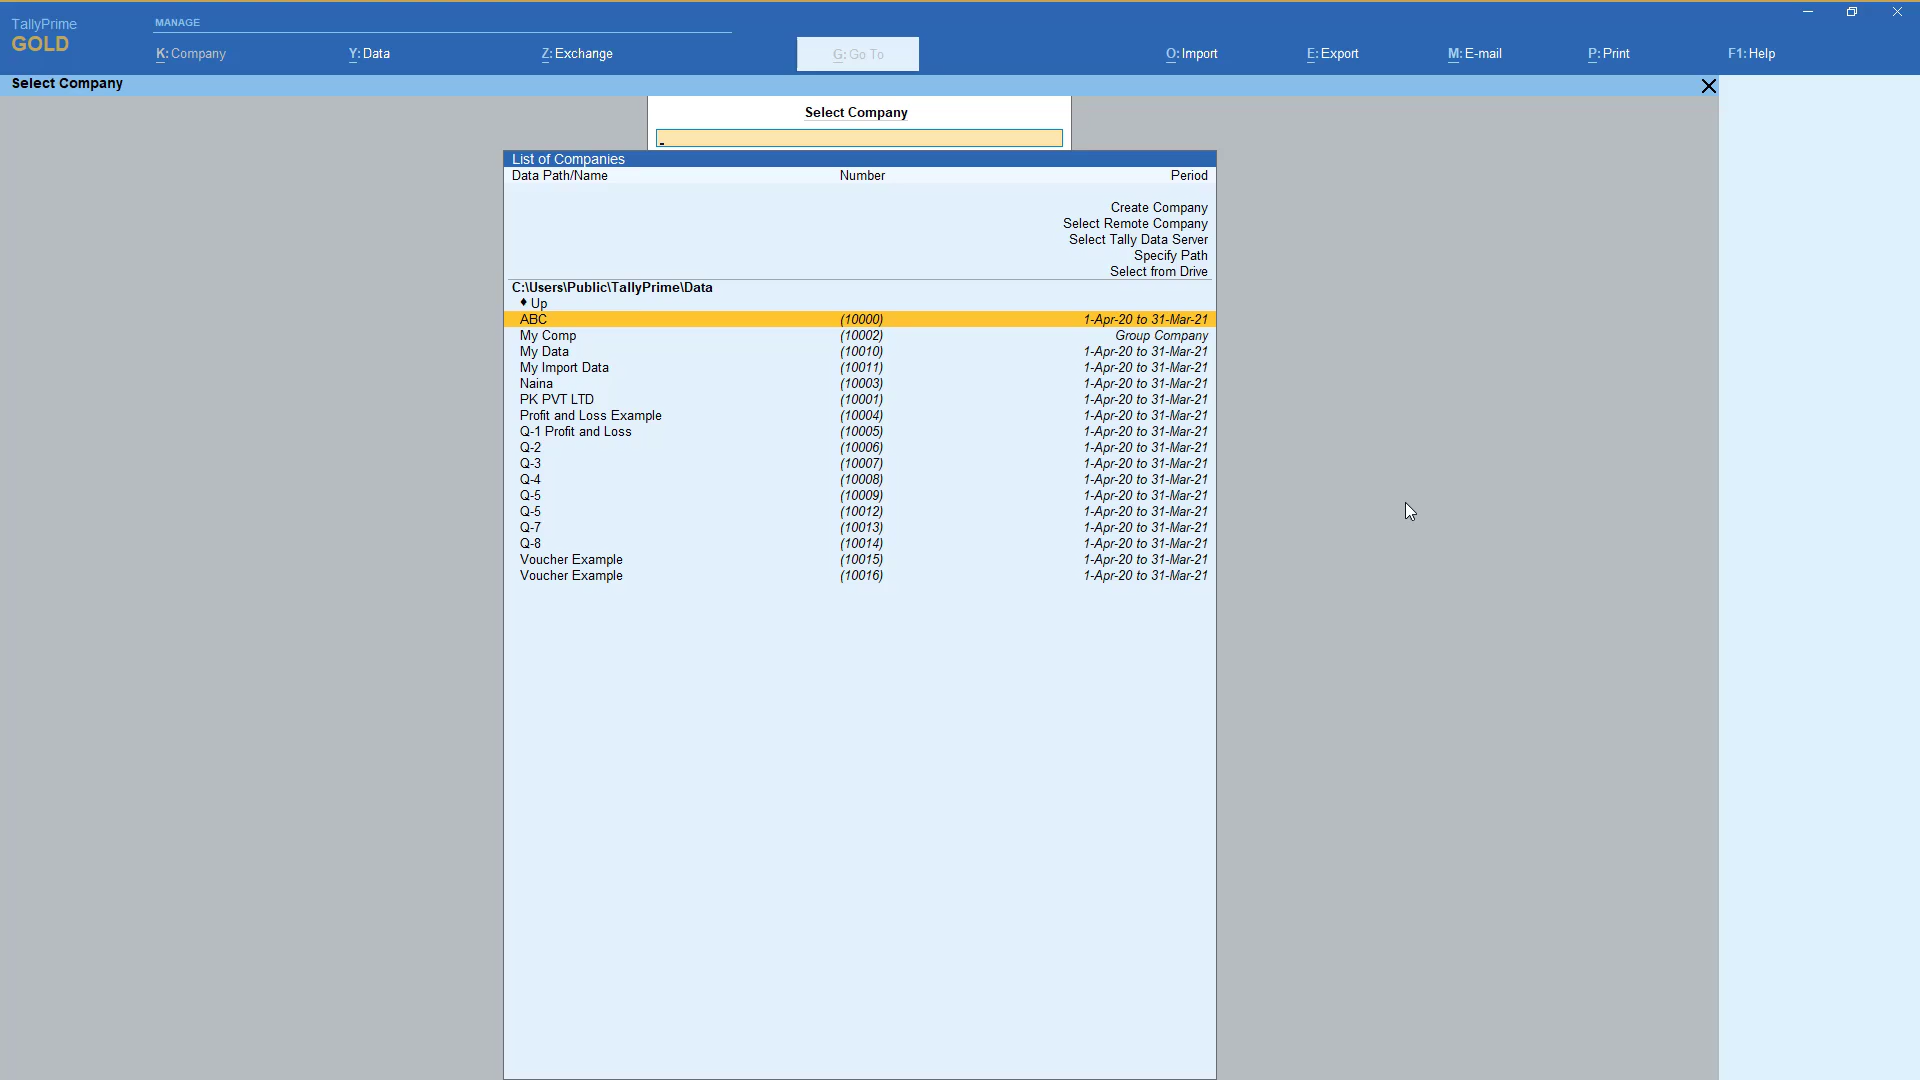 TallyPrime
GOLD
MANAGE
K: Company Y: Data Z: Exchange G: Go To O: Import E: Export M: E-mail P: Print F1: Help
Select Company
Select Company
List of Companies
Data Path/Name Number Period
Create Company
Select Remote Company
Select Tally Data Server
Specify Path
Select from Drive
C:\Users\Public\TallyPrime\Data
♦ Up
ABC (10000) 1-Apr-20 to 31-Mar-21
My Comp (10002) Group Company
My Data (10010) 1-Apr-20 to 31-Mar-21
My Import Data (10011) 1-Apr-20 to 31-Mar-21
Naina (10003) 1-Apr-20 to 31-Mar-21
PK PVT LTD (10001) 1-Apr-20 to 31-Mar-21
Profit and Loss Example (10004) 1-Apr-20 to 31-Mar-21
Q-1 Profit and Loss (10005) 1-Apr-20 to 31-Mar-21
Q-2 (10006) 1-Apr-20 to 31-Mar-21
Q-3 (10007) 1-Apr-20 to 31-Mar-21
Q-4 (10008) 1-Apr-20 to 31-Mar-21
Q-5 (10009) 1-Apr-20 to 31-Mar-21
Q-5 (10012) 1-Apr-20 to 31-Mar-21
Q-7 (10013) 1-Apr-20 to 31-Mar-21
Q-8 (10014) 1-Apr-20 to 31-Mar-21
Voucher Example (10015) 1-Apr-20 to 31-Mar-21
Voucher Example (10016) 1-Apr-20 to 31-Mar-21